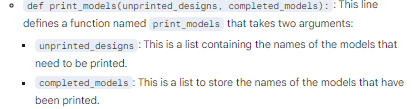 def print_models(unprinted_designs, completed_models): : This line
defines a function named print_models that takes two arguments:
unprinted_designs : This is a list containing the names of the models that
need to be printed.
completed_models : This is a list to store the names of the models that have
been printed.